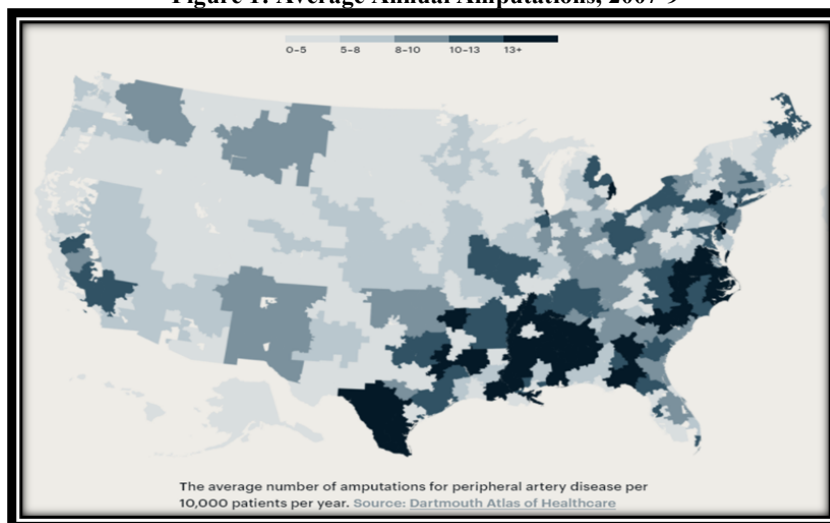 Figure 1: Average Annual Amputations, 2007-9
0–5 5–8 8–10 10–13 13+
The average number of amputations for peripheral artery disease per
10,000 patients per year. Source: Dartmouth Atlas of Healthcare